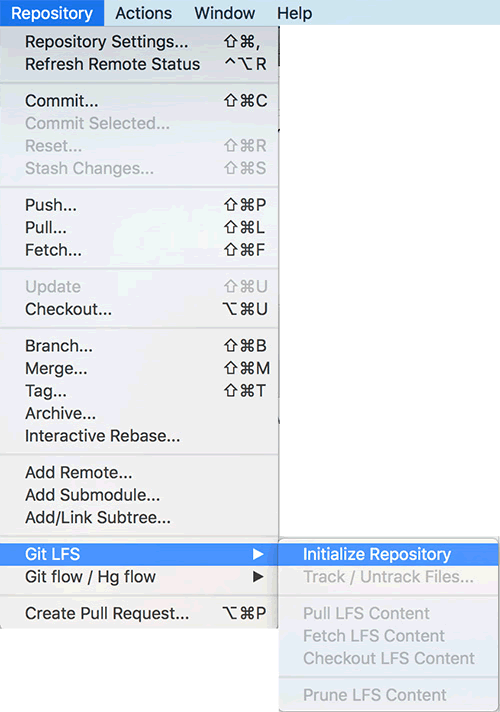 Repository Actions Window Help
Repository Settings... ⇧⌘,
Refresh Remote Status ^⌥R
Commit... ⇧⌘C
Commit Selected...
Reset... ⇧⌘R
Stash Changes... ⇧⌘S
Push... ⇧⌘P
Pull... ⇧⌘L
Fetch... ⇧⌘F
Update ⇧⌘U
Checkout... ⌥⌘U
Branch... ⇧⌘B
Merge... ⇧⌘M
Tag... ⇧⌘T
Archive...
Interactive Rebase...
Add Remote...
Add Submodule...
Add/Link Subtree...
Git LFS ▶ Initialize Repository
Git flow / Hg flow ▶ Track / Untrack Files...
Create Pull Request... ⌥⌘P Pull LFS Content
Fetch LFS Content
Checkout LFS Content
Prune LFS Content